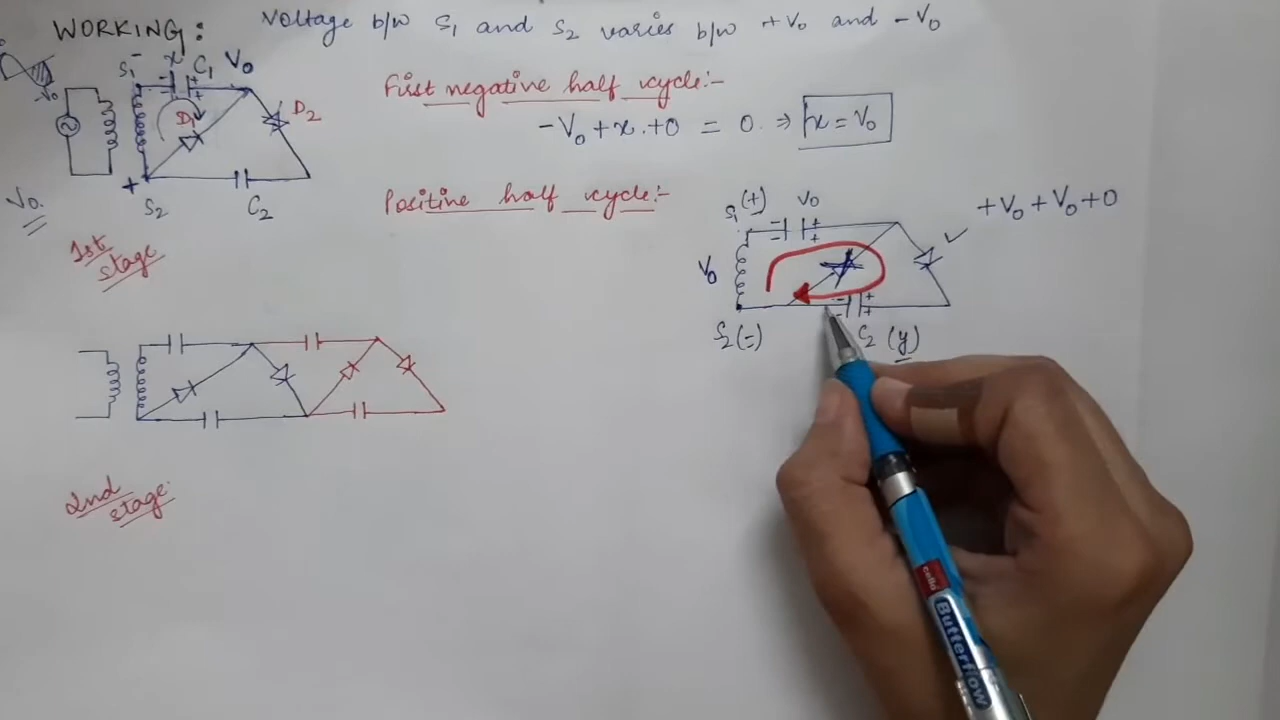 WORKING: Voltage b/w S1 and S2 varies b/w +V0 and -V0
S1 - x C1 V0
-V0
D1 D2
First negative half cycle:-
-V0 + x + 0 = 0 ⇒ x = V0
+ S2 C2
V0.
Positive half cycle:-
S1 (+) V0
+V0 + V0 + 0
V0
S2 (-) C2 (y)
1st stage
2nd stage
cello
Butterflow